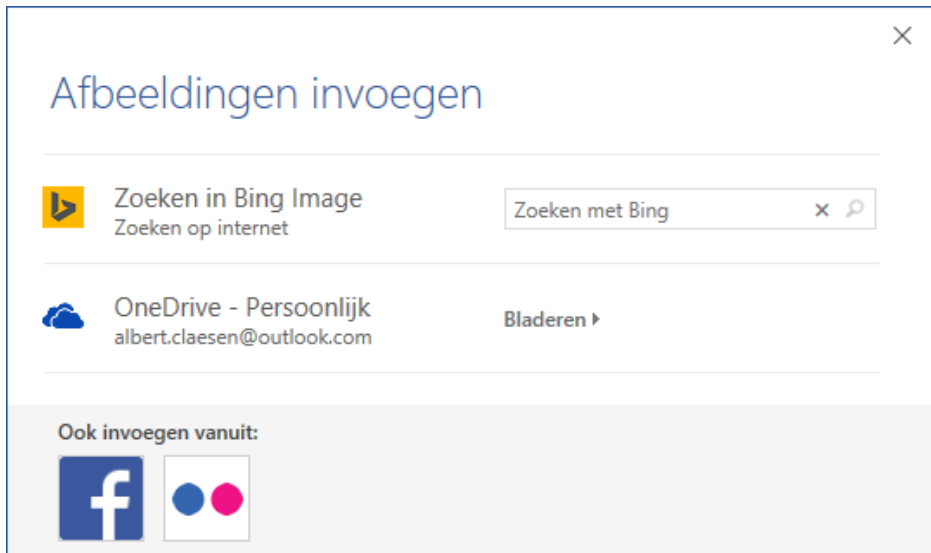 Afbeeldingen invoegen
Zoeken in Bing Image
Zoeken op internet
Zoeken met Bing
OneDrive - Persoonlijk
albert.claesen@outlook.com
Bladeren
Ook invoegen vanuit: